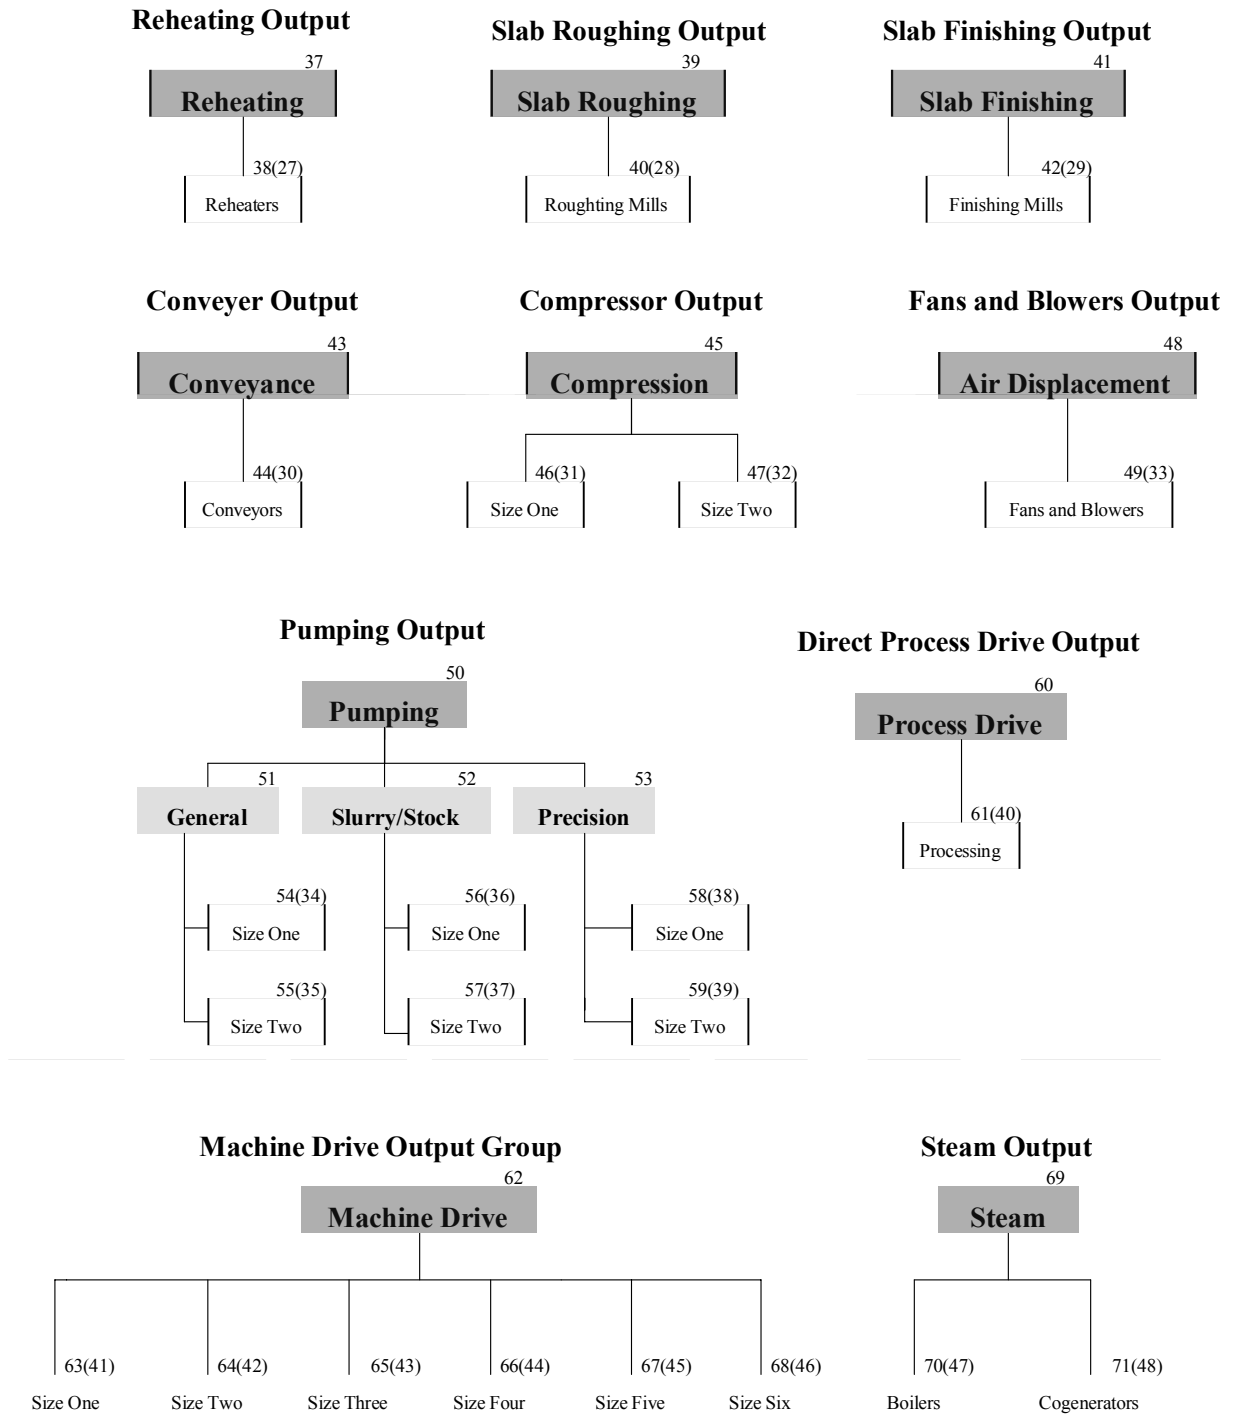 Reheating Output
37
Reheating
38(27)
Reheaters
Slab Roughing Output
39
Slab Roughing
40(28)
Roughting Mills
Slab Finishing Output
41
Slab Finishing
42(29)
Finishing Mills
Conveyer Output
43
Conveyance
44(30)
Conveyors
Compressor Output
45
Compression
46(31)
Size One
47(32)
Size Two
Fans and Blowers Output
48
Air Displacement
49(33)
Fans and Blowers
Pumping Output
50
Pumping
51
General
52
Slurry/Stock
53
Precision
54(34)
Size One
56(36)
Size One
58(38)
Size One
55(35)
Size Two
57(37)
Size Two
59(39)
Size Two
Direct Process Drive Output
60
Process Drive
61(40)
Processing
Machine Drive Output Group
62
Machine Drive
63(41)
Size One
64(42)
Size Two
65(43)
Size Three
66(44)
Size Four
67(45)
Size Five
68(46)
Size Six
Steam Output
69
Steam
70(47)
Boilers
71(48)
Cogenerators